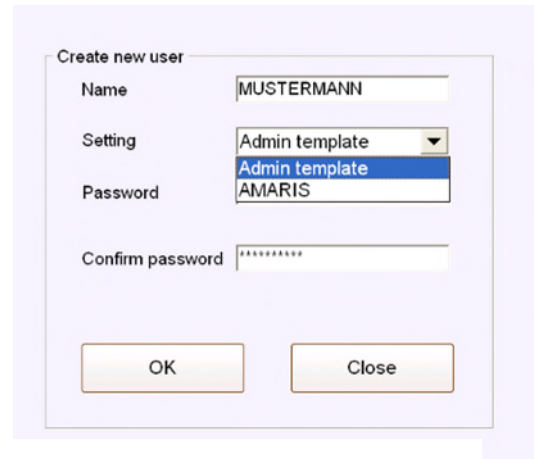 Create new user
Name MUSTERMANN
Setting Admin template
Admin template
Password AMARIS
Confirm password **********
OK Close